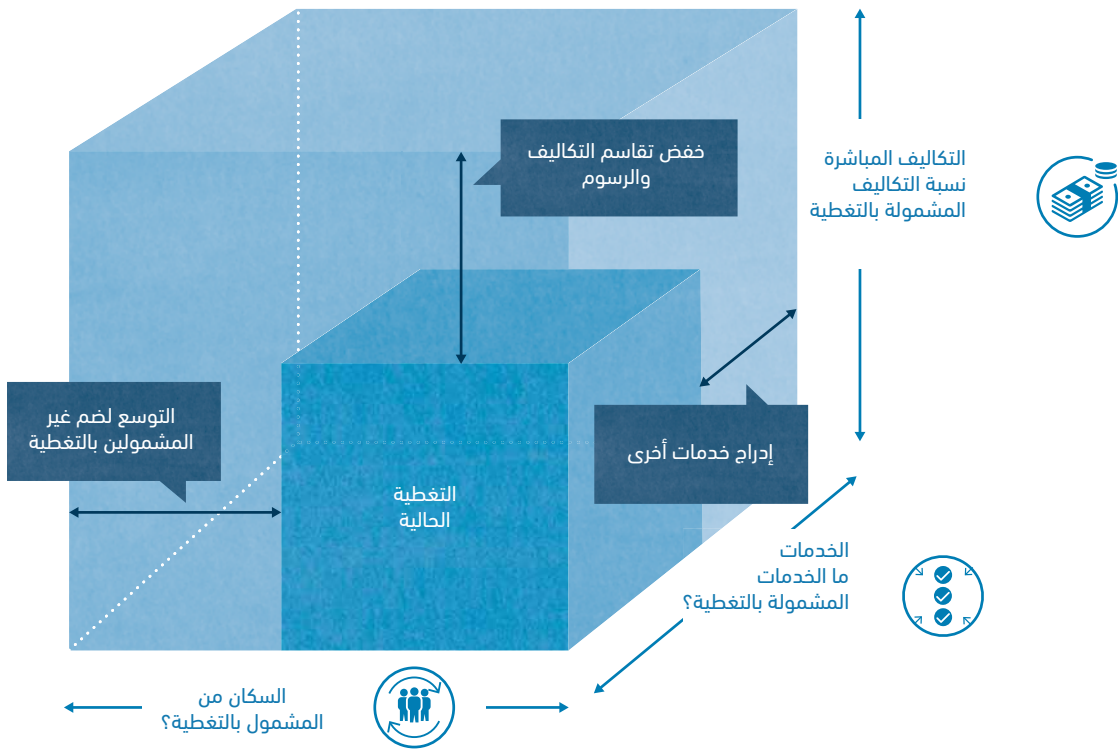 خفض تقاسم التكاليف
والرسوم
التكاليف المباشرة
نسبة التكاليف
المشمولة بالتغطية
التوسع لضم غير
المشمولين بالتغطية
إدراج خدمات أخرى
التغطية
الحالية
الخدمات
ما الخدمات
المشمولة بالتغطية؟
السكان من
المشمول بالتغطية؟